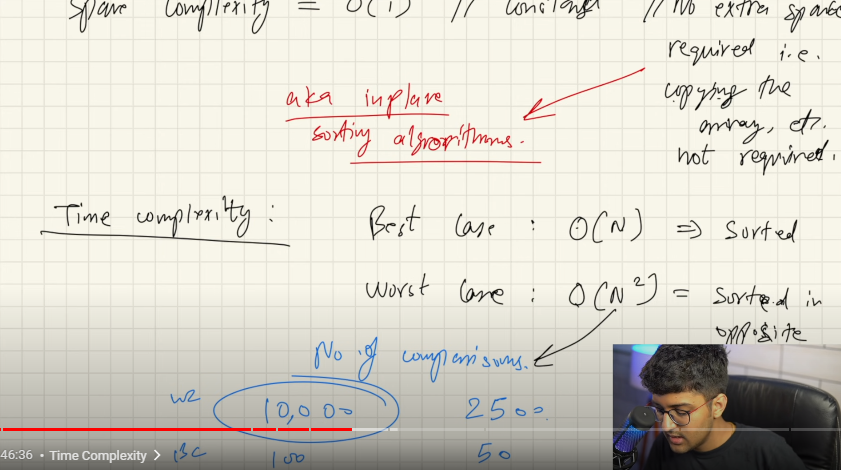 Space Complexity = O(1) // constant // No extra space
required i.e.
copying the
array, etc.
not required.
aka inplace
sorting algorithms.
Time complexity :
Best Case : O(N) => Sorted
Worst Case : O(N²) = Sorted in
opposite
No. of comparisons.
WC 10,000 2500
BC 100 50
46:36 • Time Complexity >